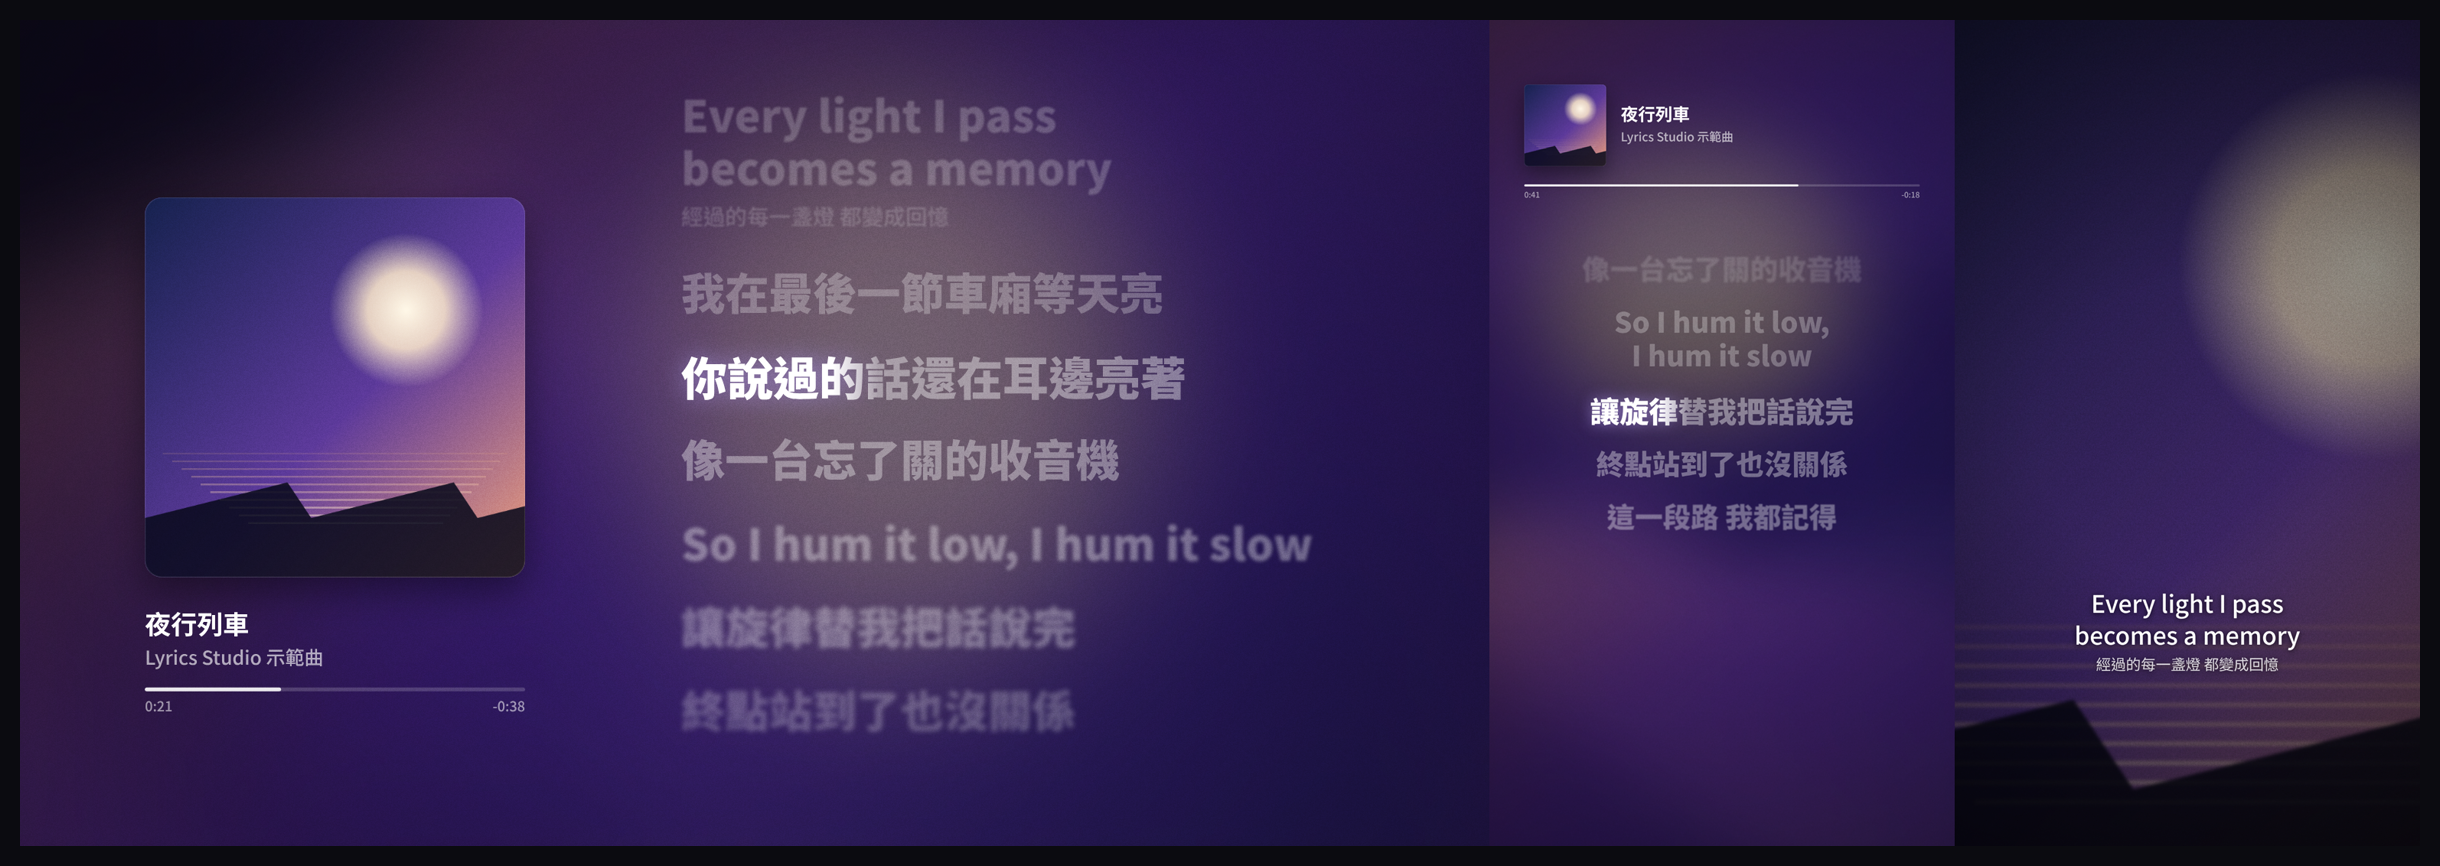 Every light I pass
becomes a memory
經過的每一盞燈 都變成回憶
我在最後一節車廂等天亮
你說過的話還在耳邊亮著
像一台忘了關的收音機
So I hum it low, I hum it slow
讓旋律替我把話說完
終點站到了也沒關係
夜行列車
Lyrics Studio 示範曲
0:21
-0:38
夜行列車
Lyrics Studio 示範曲
0:41
-0:18
像一台忘了關的收音機
So I hum it low,
I hum it slow
讓旋律替我把話說完
終點站到了也沒關係
這一段路 我都記得
Every light I pass
becomes a memory
經過的每一盞燈 都變成回憶